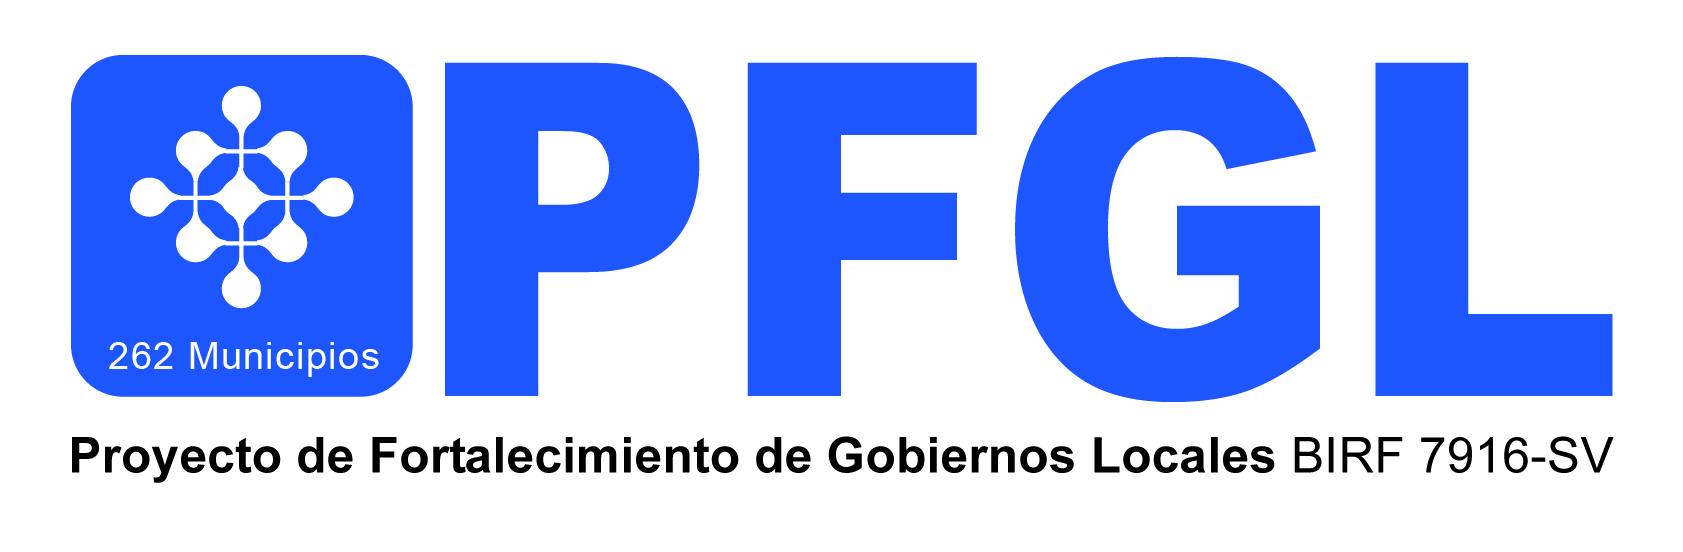 PFGL
262 Municipios
Proyecto de Fortalecimiento de Gobiernos Locales BIRF 7916-SV